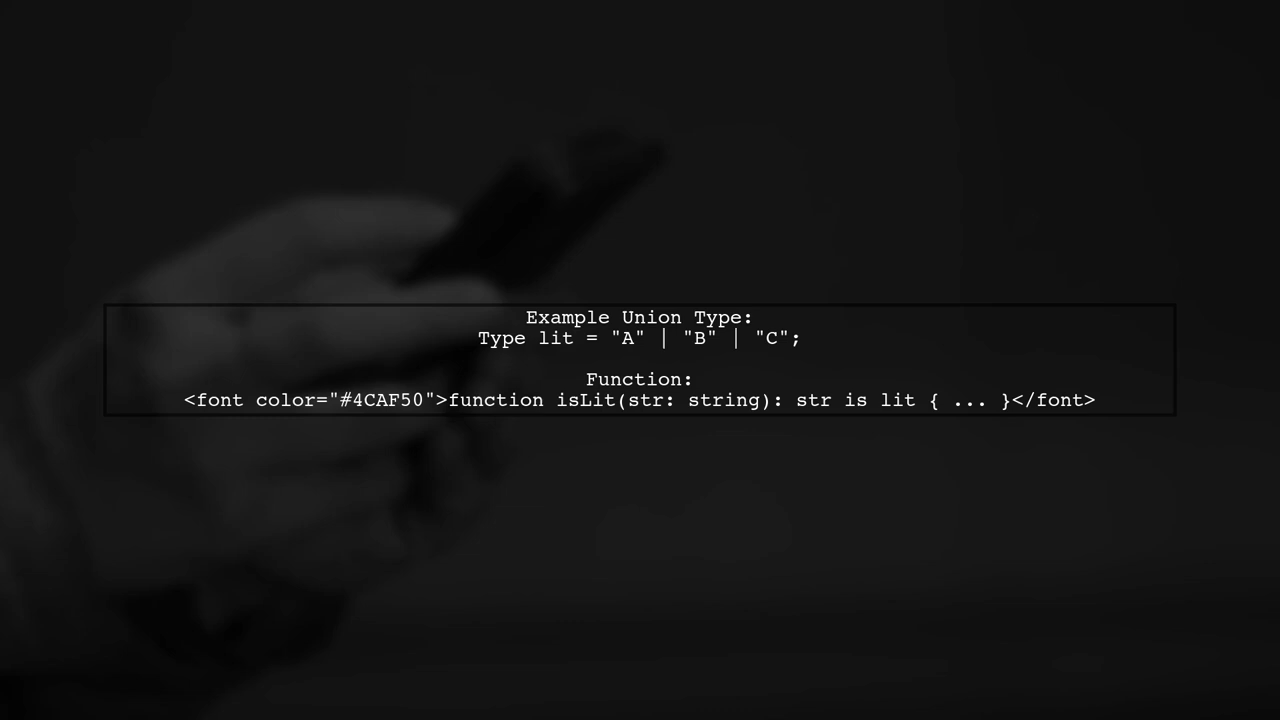 Example Union Type:
Type lit = "A" | "B" | "C";
Function:
<font color="#4CAF50">function isLit(str: string): str is lit { ... }</font>